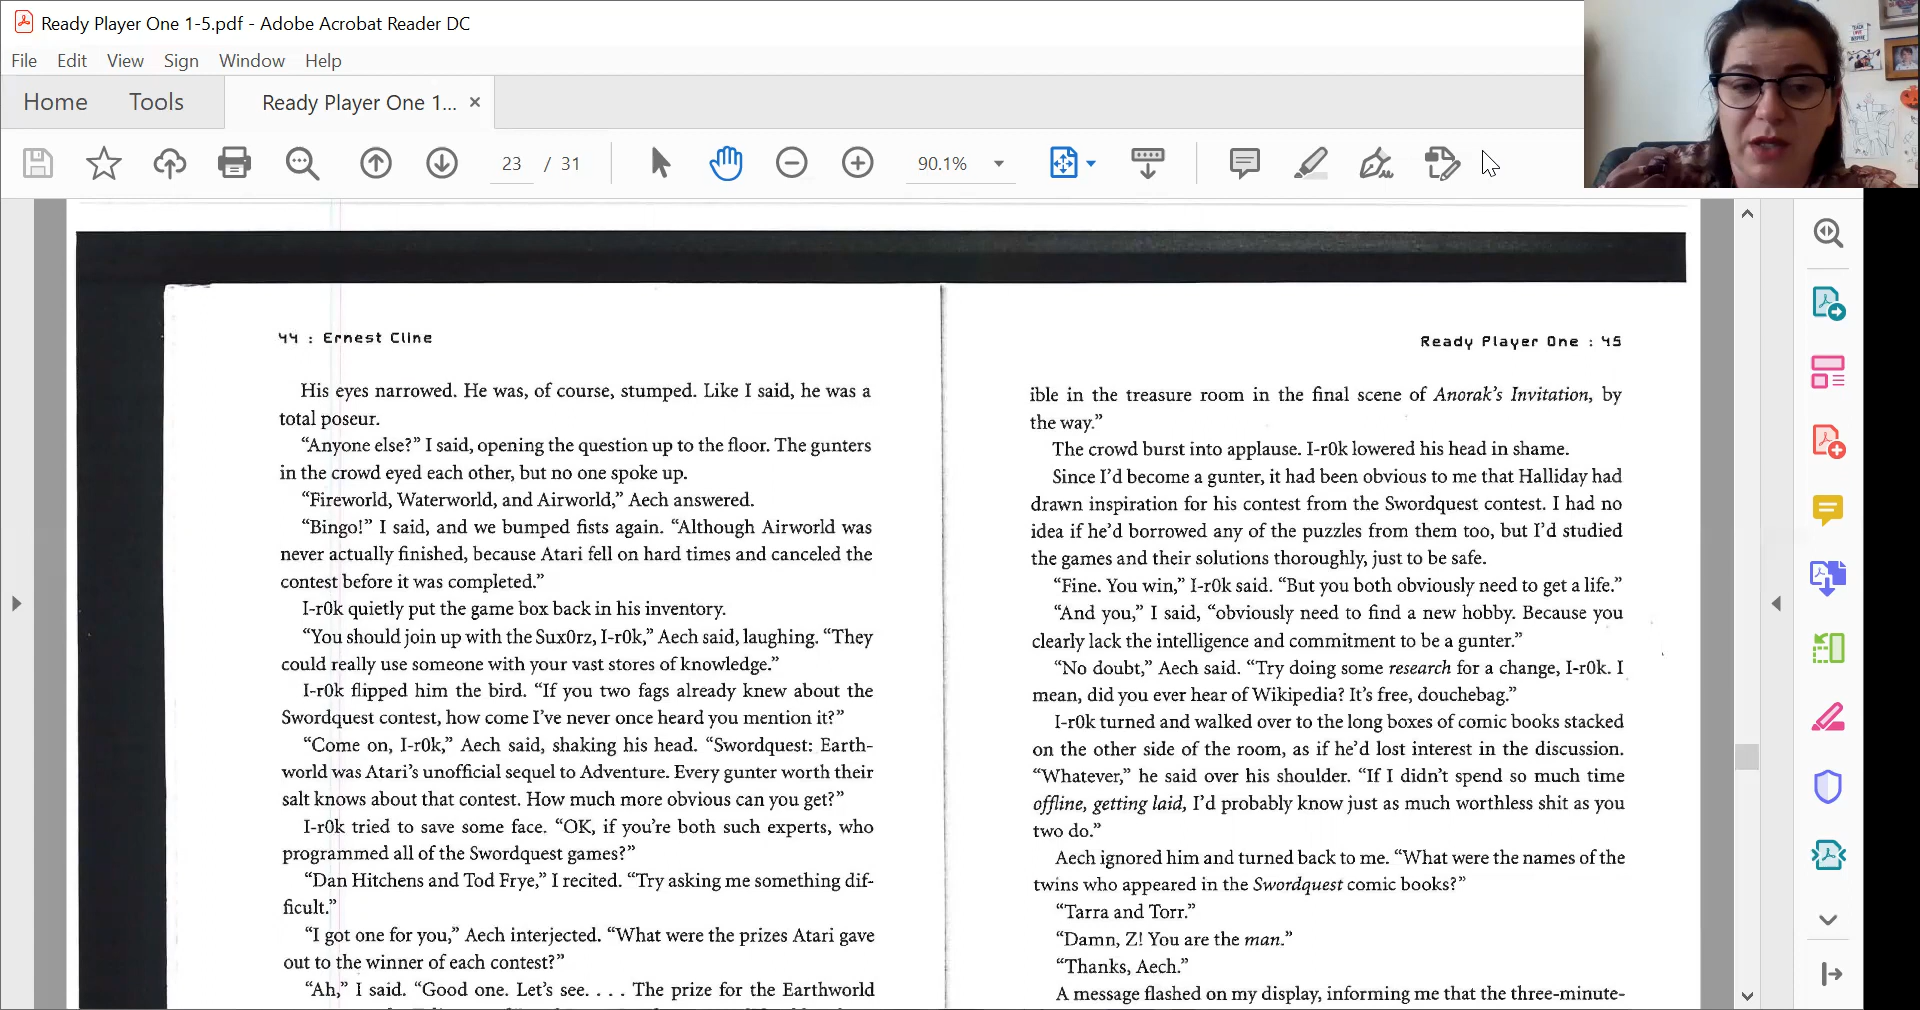 Ready Player One 1-5.pdf - Adobe Acrobat Reader DC
File Edit View Sign Window Help
Home Tools Ready Player One 1... ×
23 / 31 90.1%
44 : Ernest Cline
His eyes narrowed. He was, of course, stumped. Like I said, he was a
total poseur.
“Anyone else?” I said, opening the question up to the floor. The gunters
in the crowd eyed each other, but no one spoke up.
“Fireworld, Waterworld, and Airworld,” Aech answered.
“Bingo!” I said, and we bumped fists again. “Although Airworld was
never actually finished, because Atari fell on hard times and canceled the
contest before it was completed.”
I-r0k quietly put the game box back in his inventory.
“You should join up with the Sux0rz, I-r0k,” Aech said, laughing. “They
could really use someone with your vast stores of knowledge.”
I-r0k flipped him the bird. “If you two fags already knew about the
Swordquest contest, how come I’ve never once heard you mention it?”
“Come on, I-r0k,” Aech said, shaking his head. “Swordquest: Earth-
world was Atari’s unofficial sequel to Adventure. Every gunter worth their
salt knows about that contest. How much more obvious can you get?”
I-r0k tried to save some face. “OK, if you’re both such experts, who
programmed all of the Swordquest games?”
“Dan Hitchens and Tod Frye,” I recited. “Try asking me something dif-
ficult.”
“I got one for you,” Aech interjected. “What were the prizes Atari gave
out to the winner of each contest?”
“Ah,” I said. “Good one. Let’s see. . . . The prize for the Earthworld
Ready Player One : 45
ible in the treasure room in the final scene of Anorak’s Invitation, by
the way.”
The crowd burst into applause. I-r0k lowered his head in shame.
Since I’d become a gunter, it had been obvious to me that Halliday had
drawn inspiration for his contest from the Swordquest contest. I had no
idea if he’d borrowed any of the puzzles from them too, but I’d studied
the games and their solutions thoroughly, just to be safe.
“Fine. You win,” I-r0k said. “But you both obviously need to get a life.”
“And you,” I said, “obviously need to find a new hobby. Because you
clearly lack the intelligence and commitment to be a gunter.”
“No doubt,” Aech said. “Try doing some research for a change, I-r0k. I
mean, did you ever hear of Wikipedia? It’s free, douchebag.”
I-r0k turned and walked over to the long boxes of comic books stacked
on the other side of the room, as if he’d lost interest in the discussion.
“Whatever,” he said over his shoulder. “If I didn’t spend so much time
offline, getting laid, I’d probably know just as much worthless shit as you
two do.”
Aech ignored him and turned back to me. “What were the names of the
twins who appeared in the Swordquest comic books?”
“Tarra and Torr.”
“Damn, Z! You are the man.”
“Thanks, Aech.”
A message flashed on my display, informing me that the three-minute-